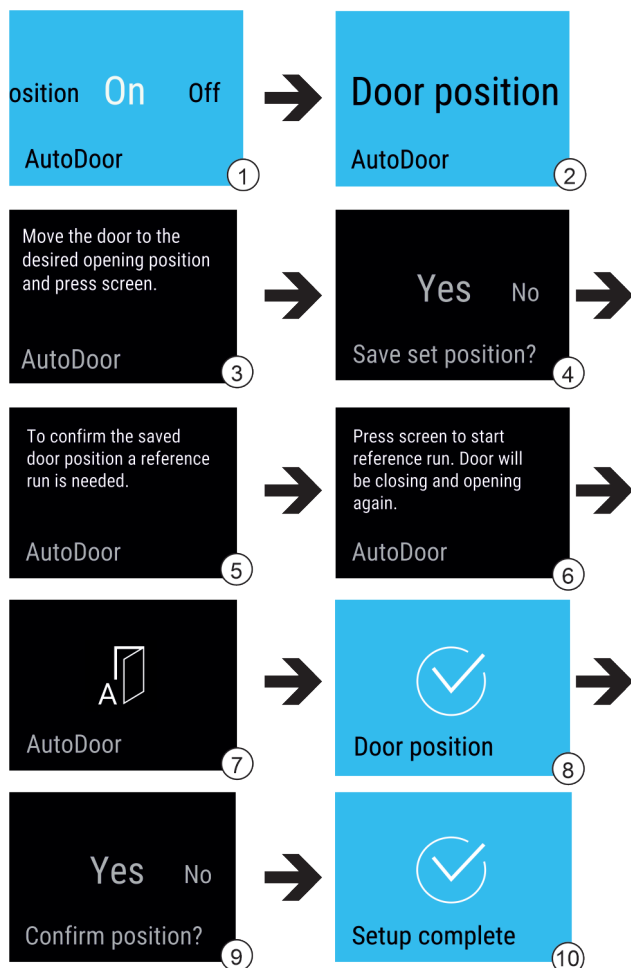 osition On Off
AutoDoor
1
Door position
AutoDoor
2
Move the door to the
desired opening position
and press screen.
AutoDoor
3
Yes No
Save set position?
4
To confirm the saved
door position a reference
run is needed.
AutoDoor
5
Press screen to start
reference run. Door will
be closing and opening
again.
AutoDoor
6
A
AutoDoor
7
Door position
8
Yes No
Confirm position?
9
Setup complete
10